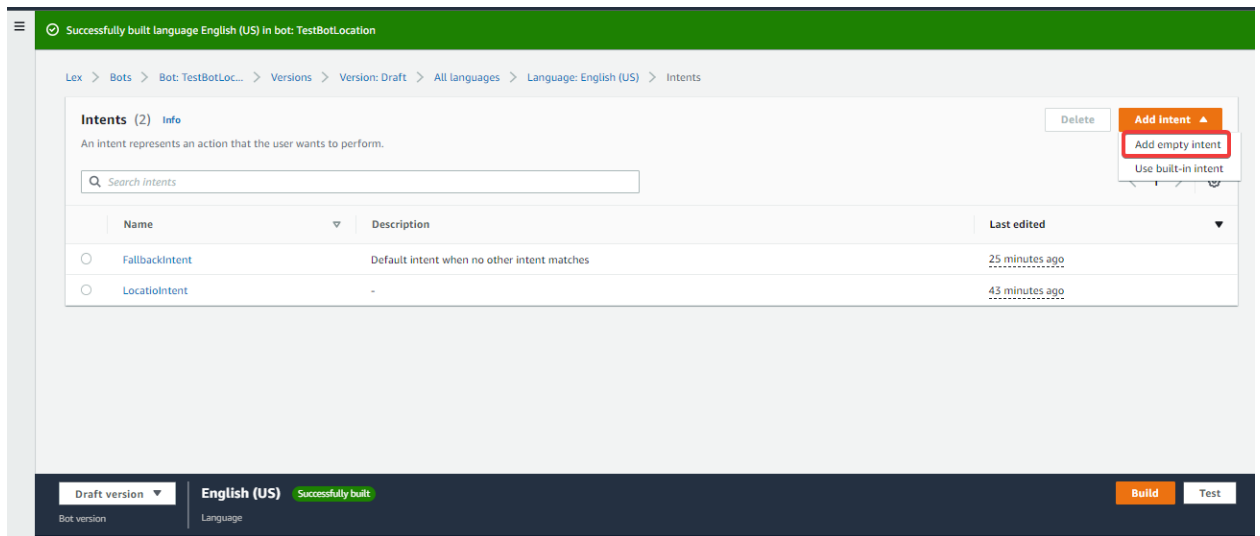 Successfully built language English (US) in bot: TestBotLocation
Lex > Bots > Bot: TestBotLoc... > Versions > Version: Draft > All languages > Language: English (US) > Intents
Intents (2) Info
Delete
Add intent
An intent represents an action that the user wants to perform.
Add empty intent
Use built-in intent
Search intents
Name
Description
Last edited
FallbackIntent
Default intent when no other intent matches
25 minutes ago
LocatioIntent
-
43 minutes ago
Draft version
English (US)
Successfully built
Build
Test
Bot version
Language